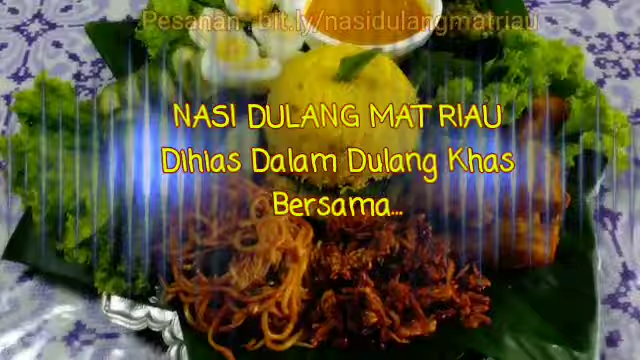 Pesanan : bit.ly/nasidulangmatriau
NASI DULANG MAT RIAU
Dihias Dalam Dulang Khas
Bersama...